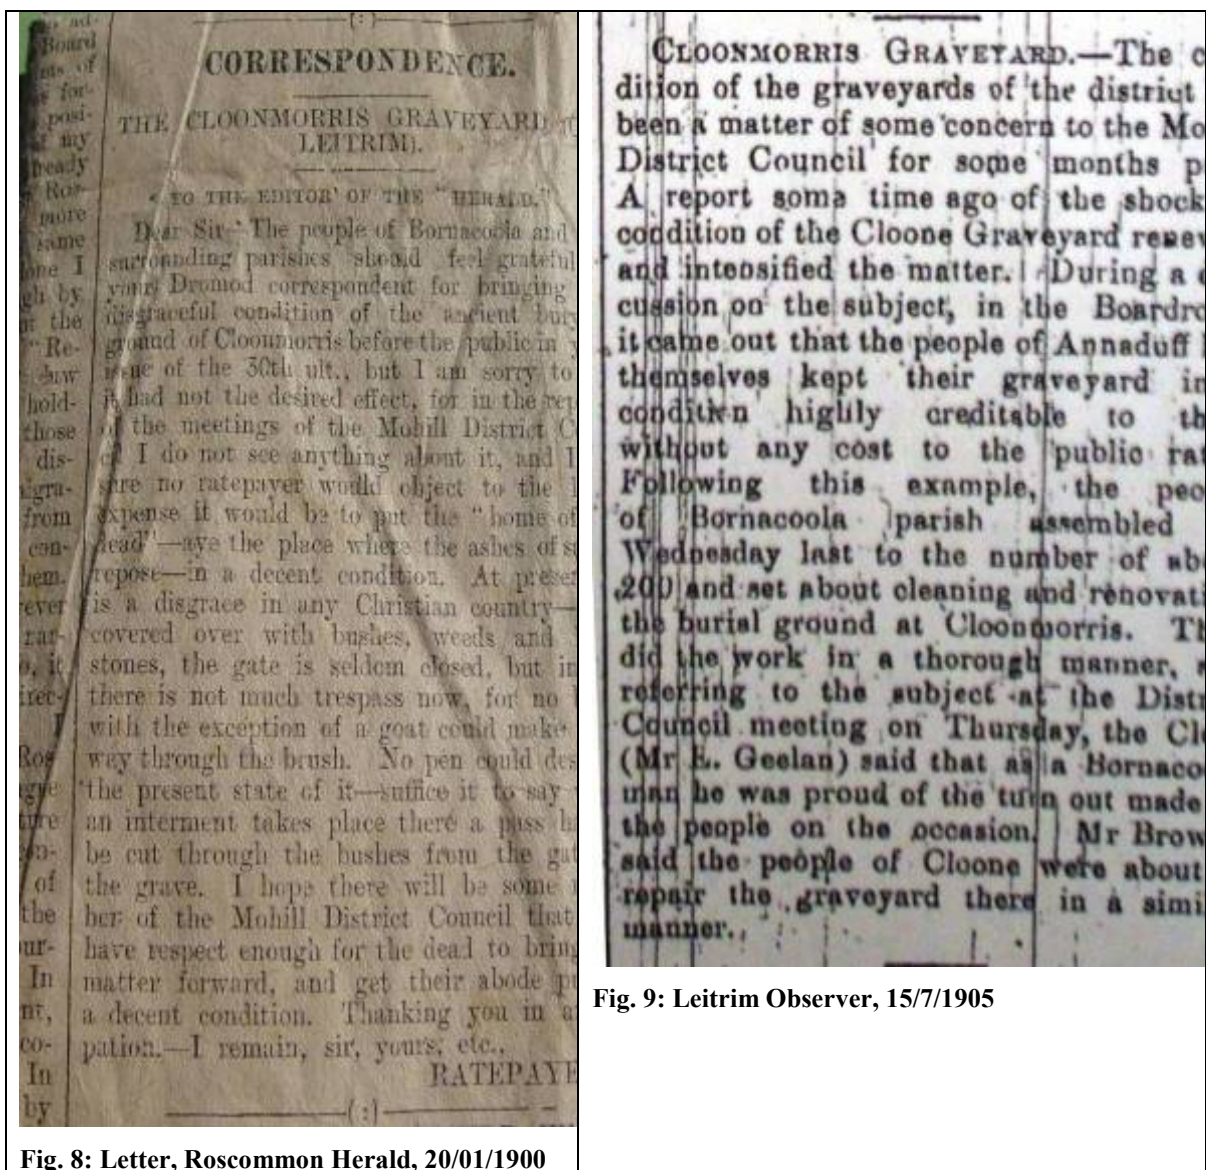 CORRESPONDENCE.
THE CLOONMORRIS GRAVEYARD
LEITRIM).
TO THE EDITOR OF THE "HERALD."
Dear Sir—The people of Bornacoola and
surrounding parishes should feel grateful
your Dromod correspondent for bringing
disgraceful condition of the ancient bur
ground of Cloonmorris before the public in
issue of the 30th ult., but I am sorry to
it had not the desired effect, for in the rep
of the meetings of the Mohill District C
I do not see anything about it, and I
sure no ratepayer would object to the
expense it would be to put the "home of
dead"—aye the place where the ashes of
repose—in a decent condition. At presen
is a disgrace in any Christian country—
covered over with bushes, weeds and
stones, the gate is seldom closed, but in
there is not much trespass now, for no
with the exception of a goat could make
way through the brush. No pen could des
the present state of it—suffice it to say
an interment takes place there a pass h
be cut through the bushes from the gat
the grave. I hope there will be some
ber of the Mohill District Council that
have respect enough for the dead to bring
matter forward, and get their abode p
a decent condition. Thanking you in a
pation.—I remain, sir, yours, etc.,
RATEPAYE
Fig. 8: Letter, Roscommon Herald, 20/01/1900
CLOONMORRIS GRAVEYARD.—The c
dition of the graveyards of the district
been a matter of some concern to the Mo
District Council for some months p
A report some time ago of the shock
condition of the Cloone Graveyard renew
and intensified the matter. During a
cussion on the subject, in the Boardro
it came out that the people of Annaduff
themselves kept their graveyard in
condition highly creditable to th
without any cost to the public rat
Following this example, the peo
of Bornacoola parish assembled
Wednesday last to the number of abo
200 and set about cleaning and renovati
the burial ground at Cloonmorris. Th
did the work in a thorough manner,
referring to the subject at the Distr
Council meeting on Thursday, the Cle
(Mr E. Geelan) said that as a Bornacoo
man he was proud of the turn out made
the people on the occasion. Mr Brow
said the people of Cloone were about
repair the graveyard there in a simi
manner.
Fig. 9: Leitrim Observer, 15/7/1905